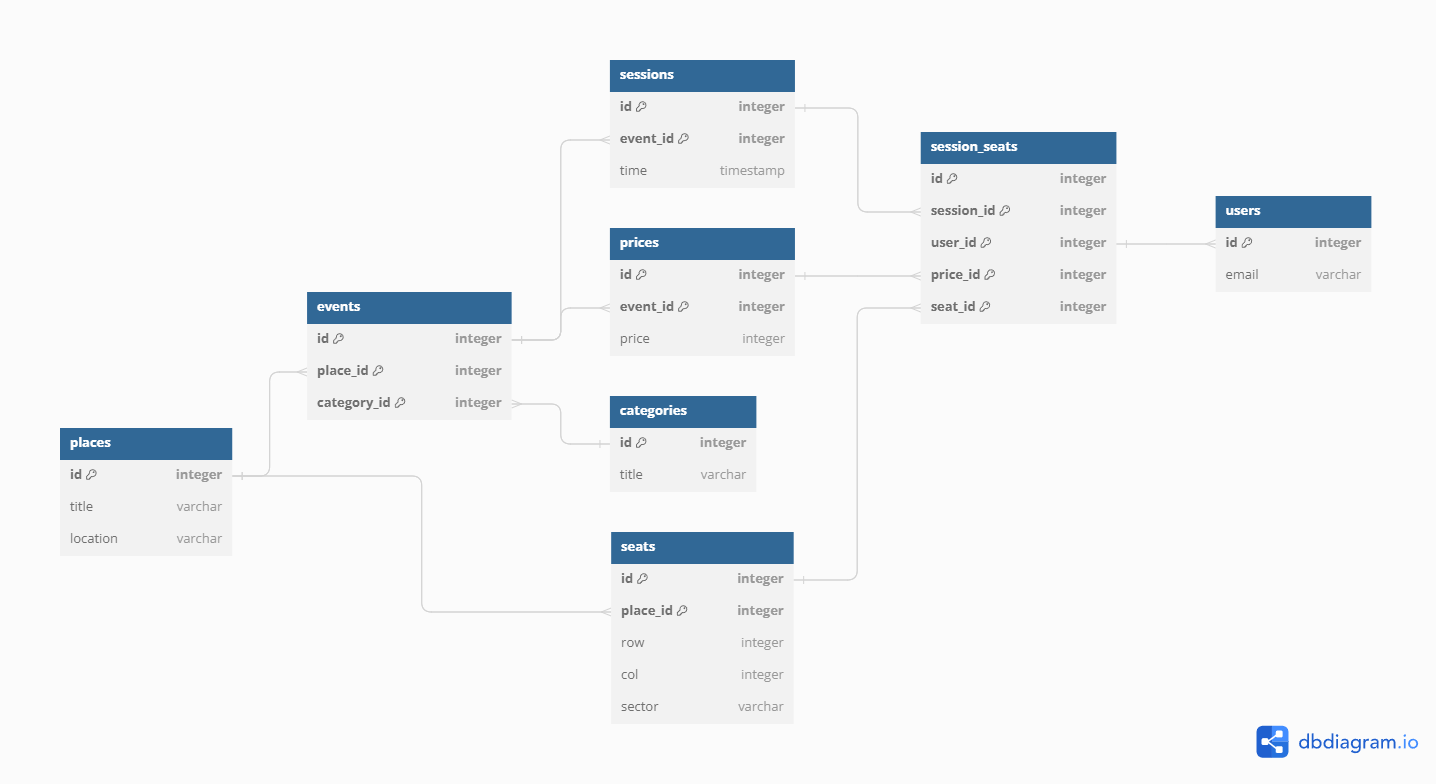 sessions
id integer
event_id integer
time timestamp
prices
id integer
event_id integer
price integer
session_seats
id integer
session_id integer
user_id integer
price_id integer
seat_id integer
users
id integer
email varchar
events
id integer
place_id integer
category_id integer
categories
id integer
title varchar
places
id integer
title varchar
location varchar
seats
id integer
place_id integer
row integer
col integer
sector varchar
dbdiagram.io